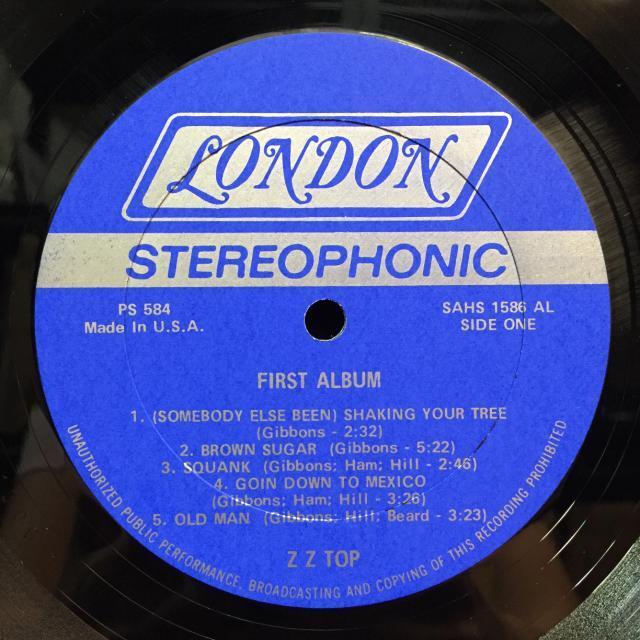 LONDON
STEREOPHONIC
PS 584
Made In U.S.A.
SAHS 1586 AL
SIDE ONE
FIRST ALBUM
1. (SOMEBODY ELSE BEEN) SHAKING YOUR TREE
(Gibbons - 2:32)
2. BROWN SUGAR (Gibbons - 5:22)
3. SQUANK (Gibbons; Ham; Hill - 2:46)
4. GOIN DOWN TO MEXICO
(Gibbons; Ham; Hill - 3:26)
5. OLD MAN (Gibbons; Hill; Beard - 3:23)
Z Z TOP
UNAUTHORIZED PUBLIC PERFORMANCE, BROADCASTING AND COPYING OF THIS RECORDING PROHIBITED